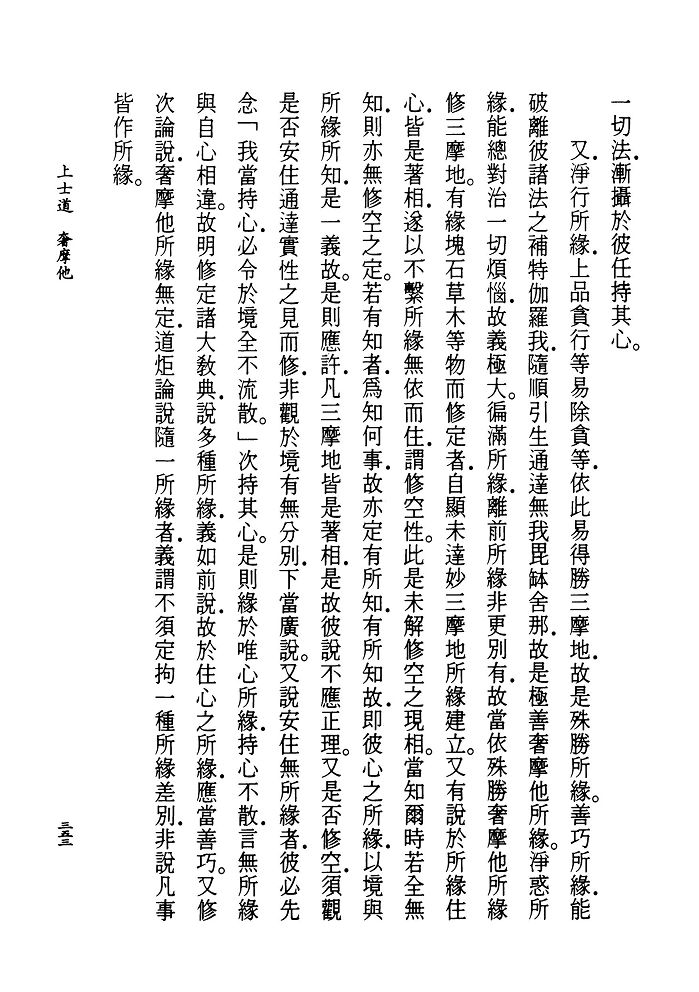 一切法．漸攝於彼任持其心。
又．淨行所緣．上品貪行等易除貪等．依此易得勝三摩地．故是殊勝所緣。善巧所緣．能
破離彼諸法之補特伽羅我．隨順引生通達無我毘缽舍那．故是極善奢摩他所緣。淨惑所
緣．能總對治一切煩惱．故義極大。徧滿所緣．離前所緣非更別有．故當依殊勝奢摩他所緣
修三摩地。有緣塊石草木等物而修定者．自顯未達妙三摩地所緣建立。又有說於所緣住
心．皆是著相．遂以不繫所緣無依而住．謂修空性。此是未解修空之現相。當知爾時若全無
知．則亦無修空之定。若有知者．爲知何事．故亦定有所知．有所知故．即彼心之所緣．以境與
所緣所知．是一義故。是則應許．凡三摩地皆是著相．是故彼說不應正理。又是否修空．須觀
是否安住通達實性之見而修．非觀於境有無分別．下當廣說。又說安住無所緣者．彼必先
念「我當持心．必令於境全不流散。」次持其心。是則緣於唯心所緣．持心不散．言無所緣
與自心相違。故明修定諸大教典．說多種所緣．義如前說．故於住心之所緣．應當善巧。又修
次論說．奢摩他所緣無定．道炬論說隨一所緣者．義謂不須定拘一種所緣差別．非說凡事
皆作所緣。
上士道　奢摩他
三五三